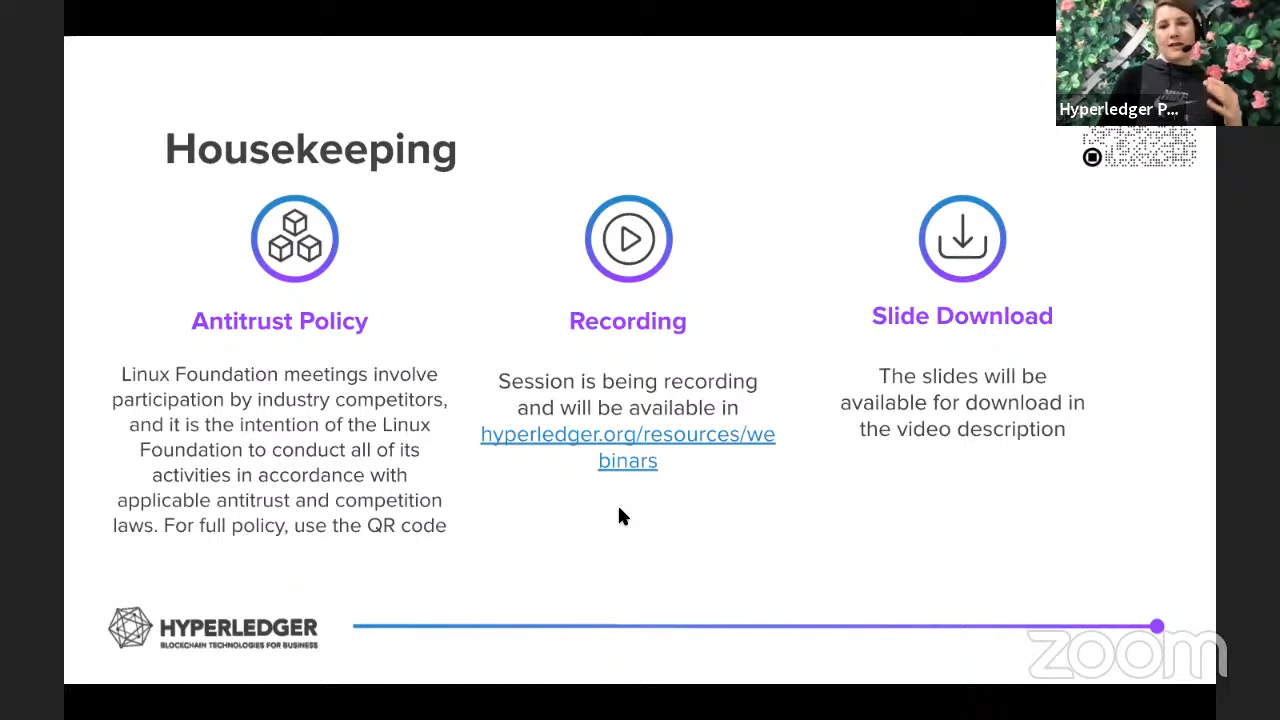 Hyperledger P...
Housekeeping
Antitrust Policy
Linux Foundation meetings involve
participation by industry competitors,
and it is the intention of the Linux
Foundation to conduct all of its
activities in accordance with
applicable antitrust and competition
laws. For full policy, use the QR code
Recording
Session is being recording
and will be available in
hyperledger.org/resources/we
binars
Slide Download
The slides will be
available for download in
the video description
HYPERLEDGER
BLOCKCHAIN TECHNOLOGIES FOR BUSINESS
zoom